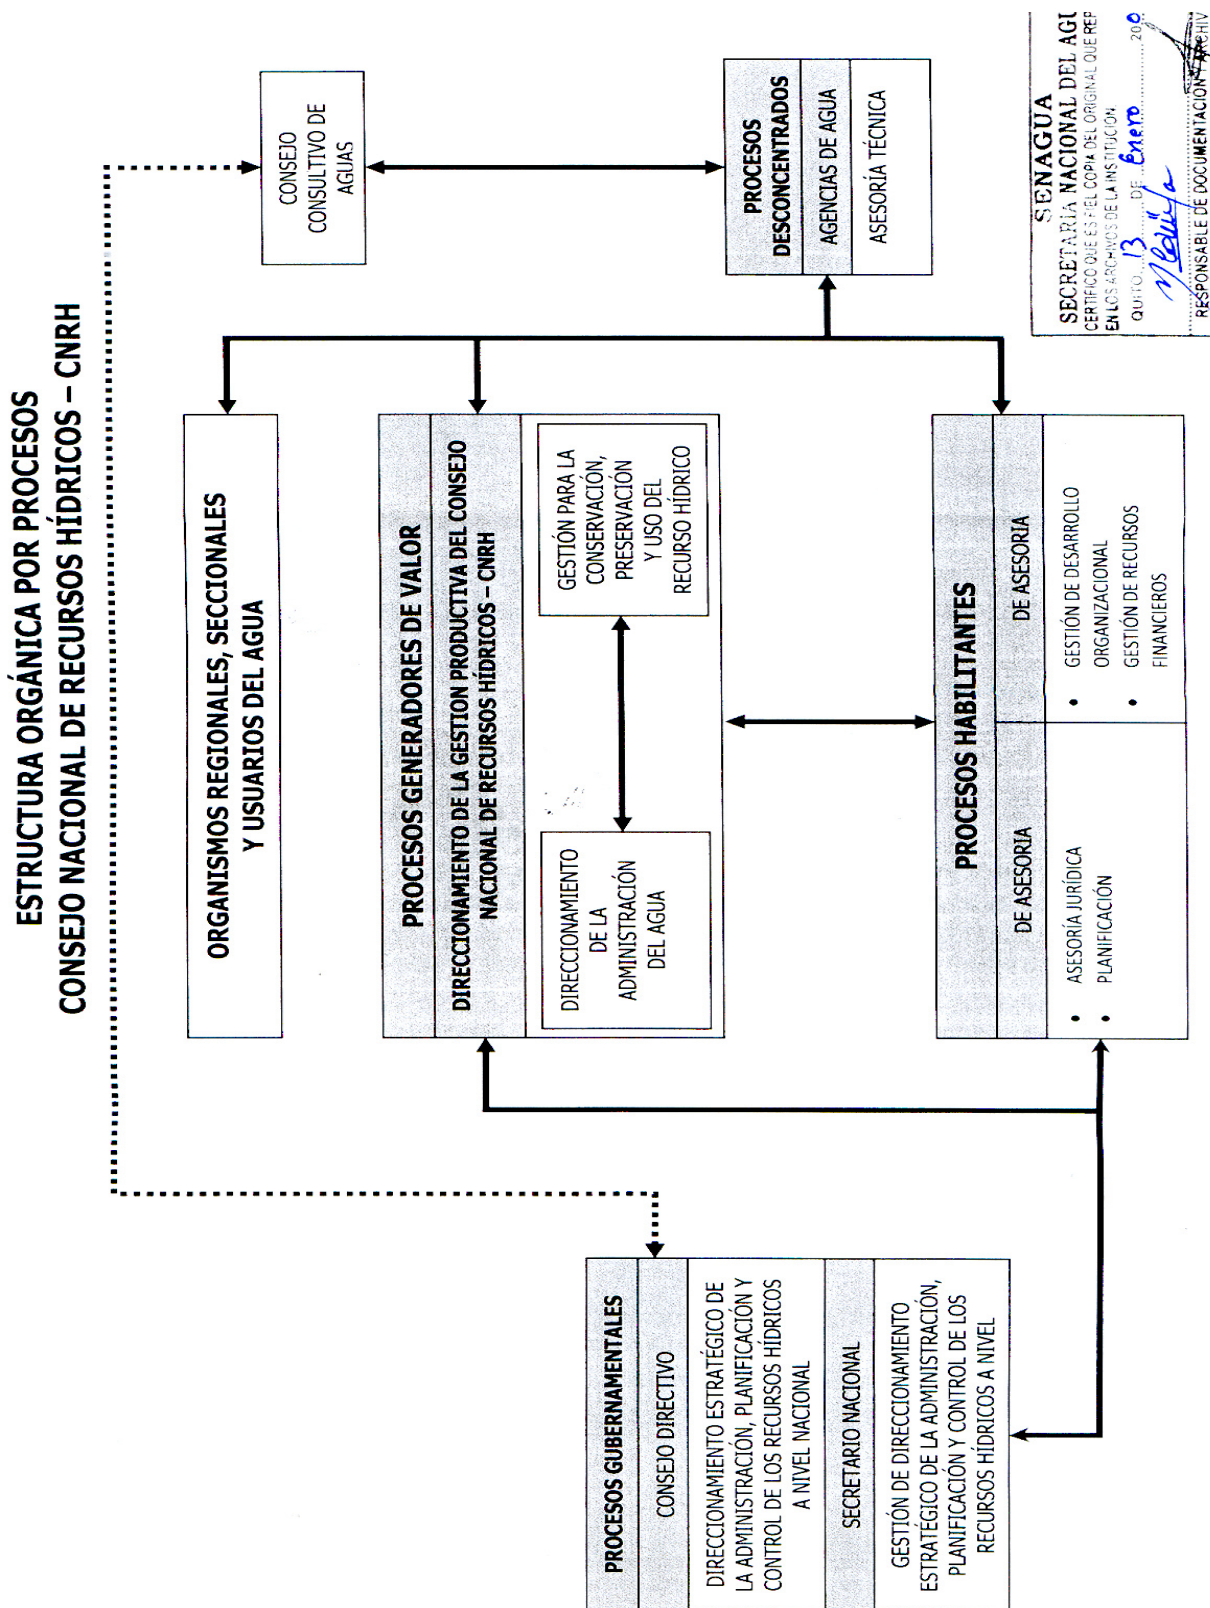 ESTRUCTURA ORGÁNICA POR PROCESOS
CONSEJO NACIONAL DE RECURSOS HÍDRICOS – CNRH
PROCESOS GUBERNAMENTALES
CONSEJO DIRECTIVO
DIRECCIONAMIENTO ESTRATÉGICO DE
LA ADMINISTRACIÓN, PLANIFICACIÓN Y
CONTROL DE LOS RECURSOS HÍDRICOS
A NIVEL NACIONAL
SECRETARIO NACIONAL
GESTIÓN DE DIRECCIONAMIENTO
ESTRATÉGICO DE LA ADMINISTRACIÓN,
PLANIFICACIÓN Y CONTROL DE LOS
RECURSOS HÍDRICOS A NIVEL
ORGANISMOS REGIONALES, SECCIONALES
Y USUARIOS DEL AGUA
PROCESOS GENERADORES DE VALOR
DIRECCIONAMIENTO DE LA GESTION PRODUCTIVA DEL CONSEJO
NACIONAL DE RECURSOS HÍDRICOS – CNRH
DIRECCIONAMIENTO
DE LA
ADMINISTRACIÓN
DEL AGUA
GESTIÓN PARA LA
CONSERVACIÓN,
PRESERVACIÓN
Y USO DEL
RECURSO HÍDRICO
PROCESOS HABILITANTES
DE ASESORIA
• ASESORÍA JURÍDICA
• PLANIFICACIÓN
DE ASESORIA
• GESTIÓN DE DESARROLLO
ORGANIZACIONAL
• GESTIÓN DE RECURSOS
FINANCIEROS
CONSEJO
CONSULTIVO DE
AGUAS
PROCESOS
DESCONCENTRADOS
AGENCIAS DE AGUA
ASESORÍA TÉCNICA
SENAGUA
SECRETARÍA NACIONAL DEL AGU
CERTIFICO QUE ES FIEL COPIA DEL ORIGINAL QUE REP
EN LOS ARCHIVOS DE LA INSTITUCIÓN
QUITO 13 DE Enero 200
RESPONSABLE DE DOCUMENTACIÓN Y ARCHIV